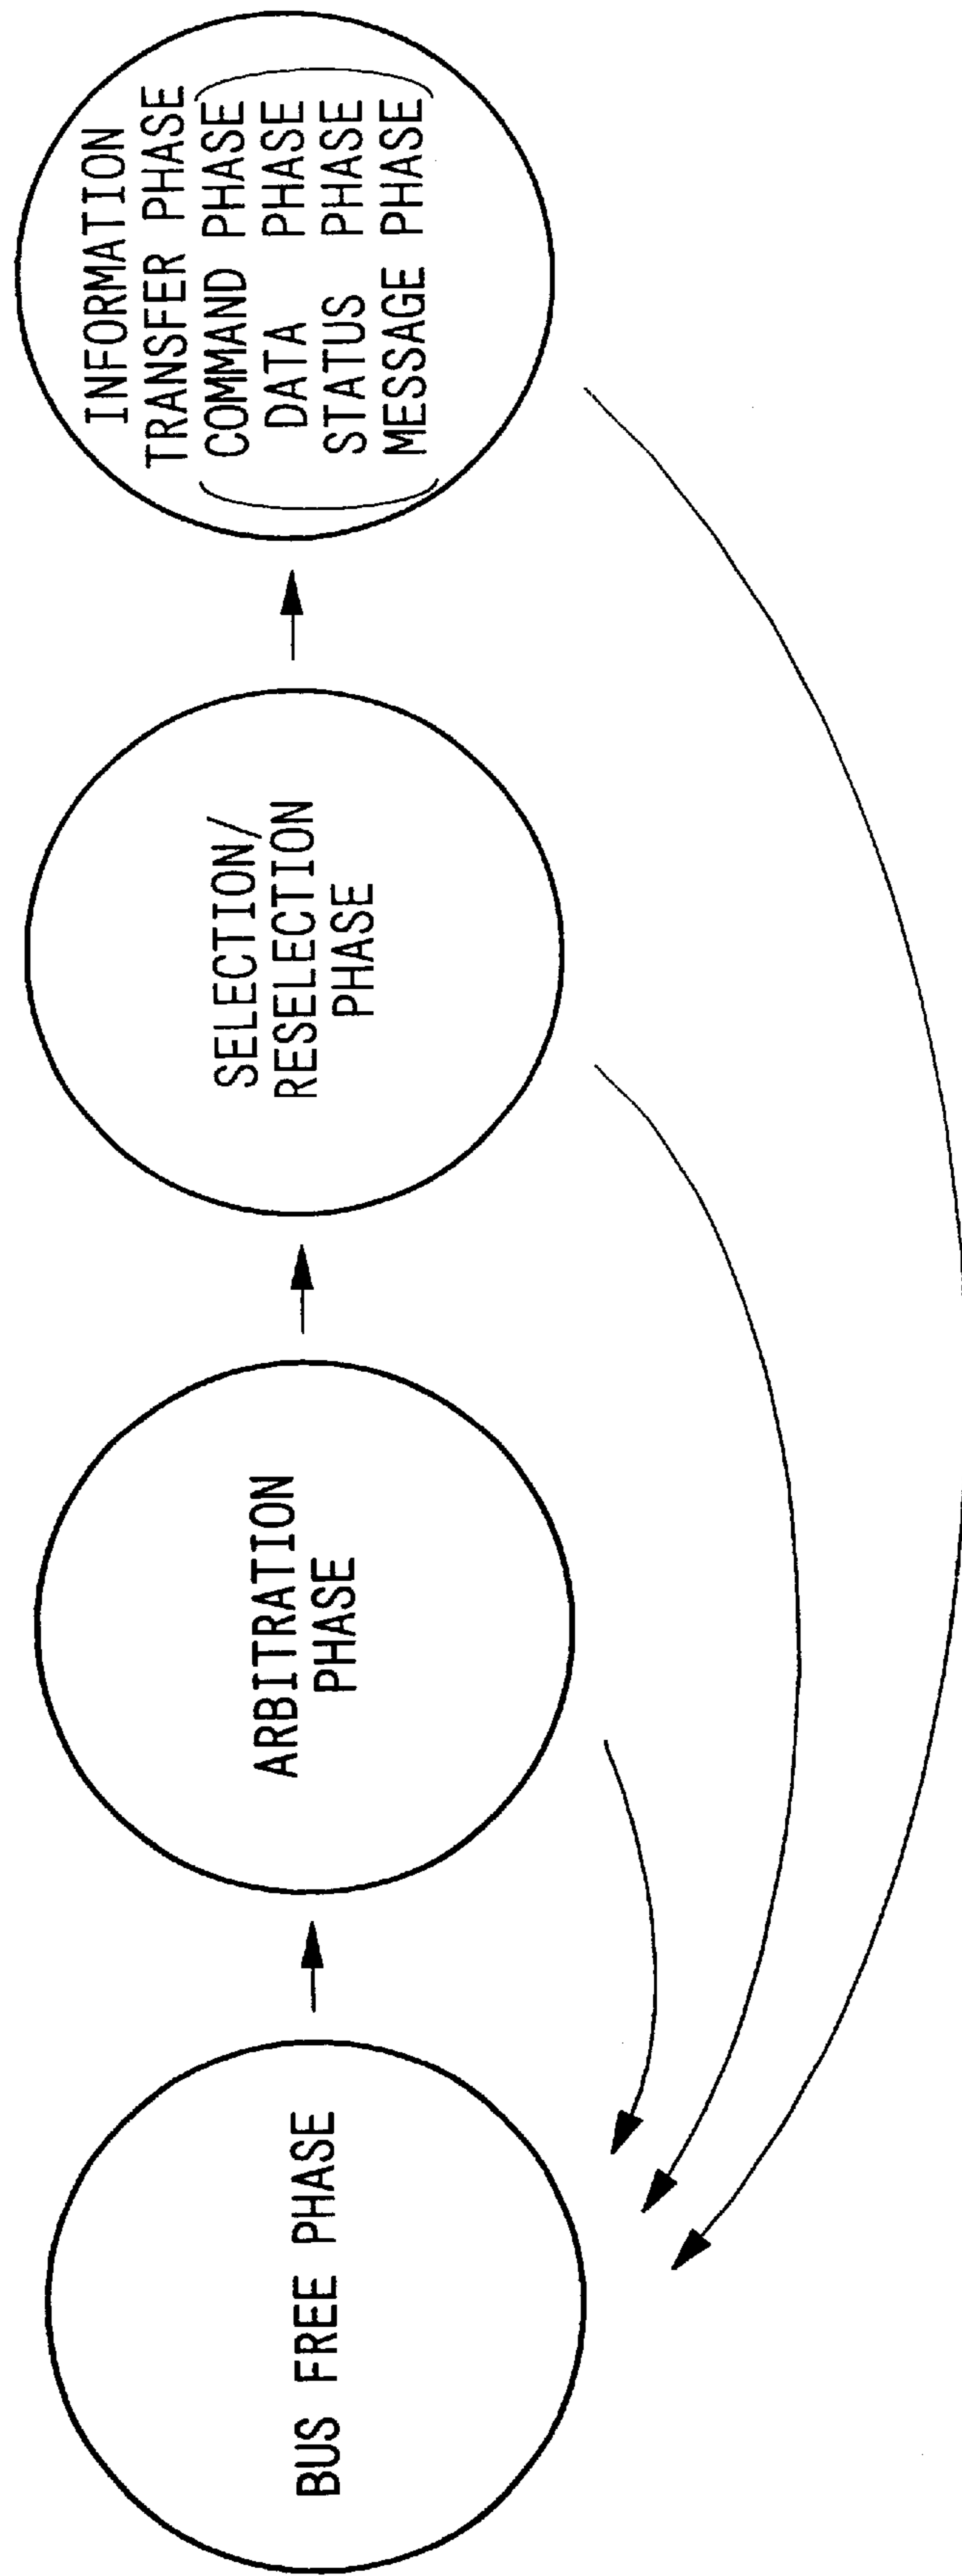 BUS FREE PHASE
ARBITRATION
PHASE
SELECTION/
RESELECTION
PHASE
INFORMATION
TRANSFER PHASE
COMMAND PHASE
DATA PHASE
STATUS PHASE
MESSAGE PHASE